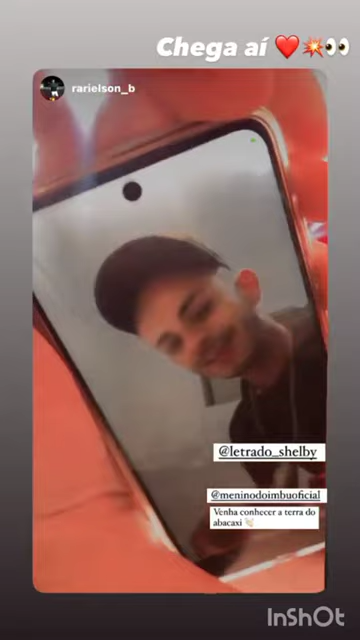 Chega aí ❤️💥👀
rarielson_b
@letrado_shelby
@meninodoimbuoficial
Venha conhecer a terra do
abacaxi
InShOt